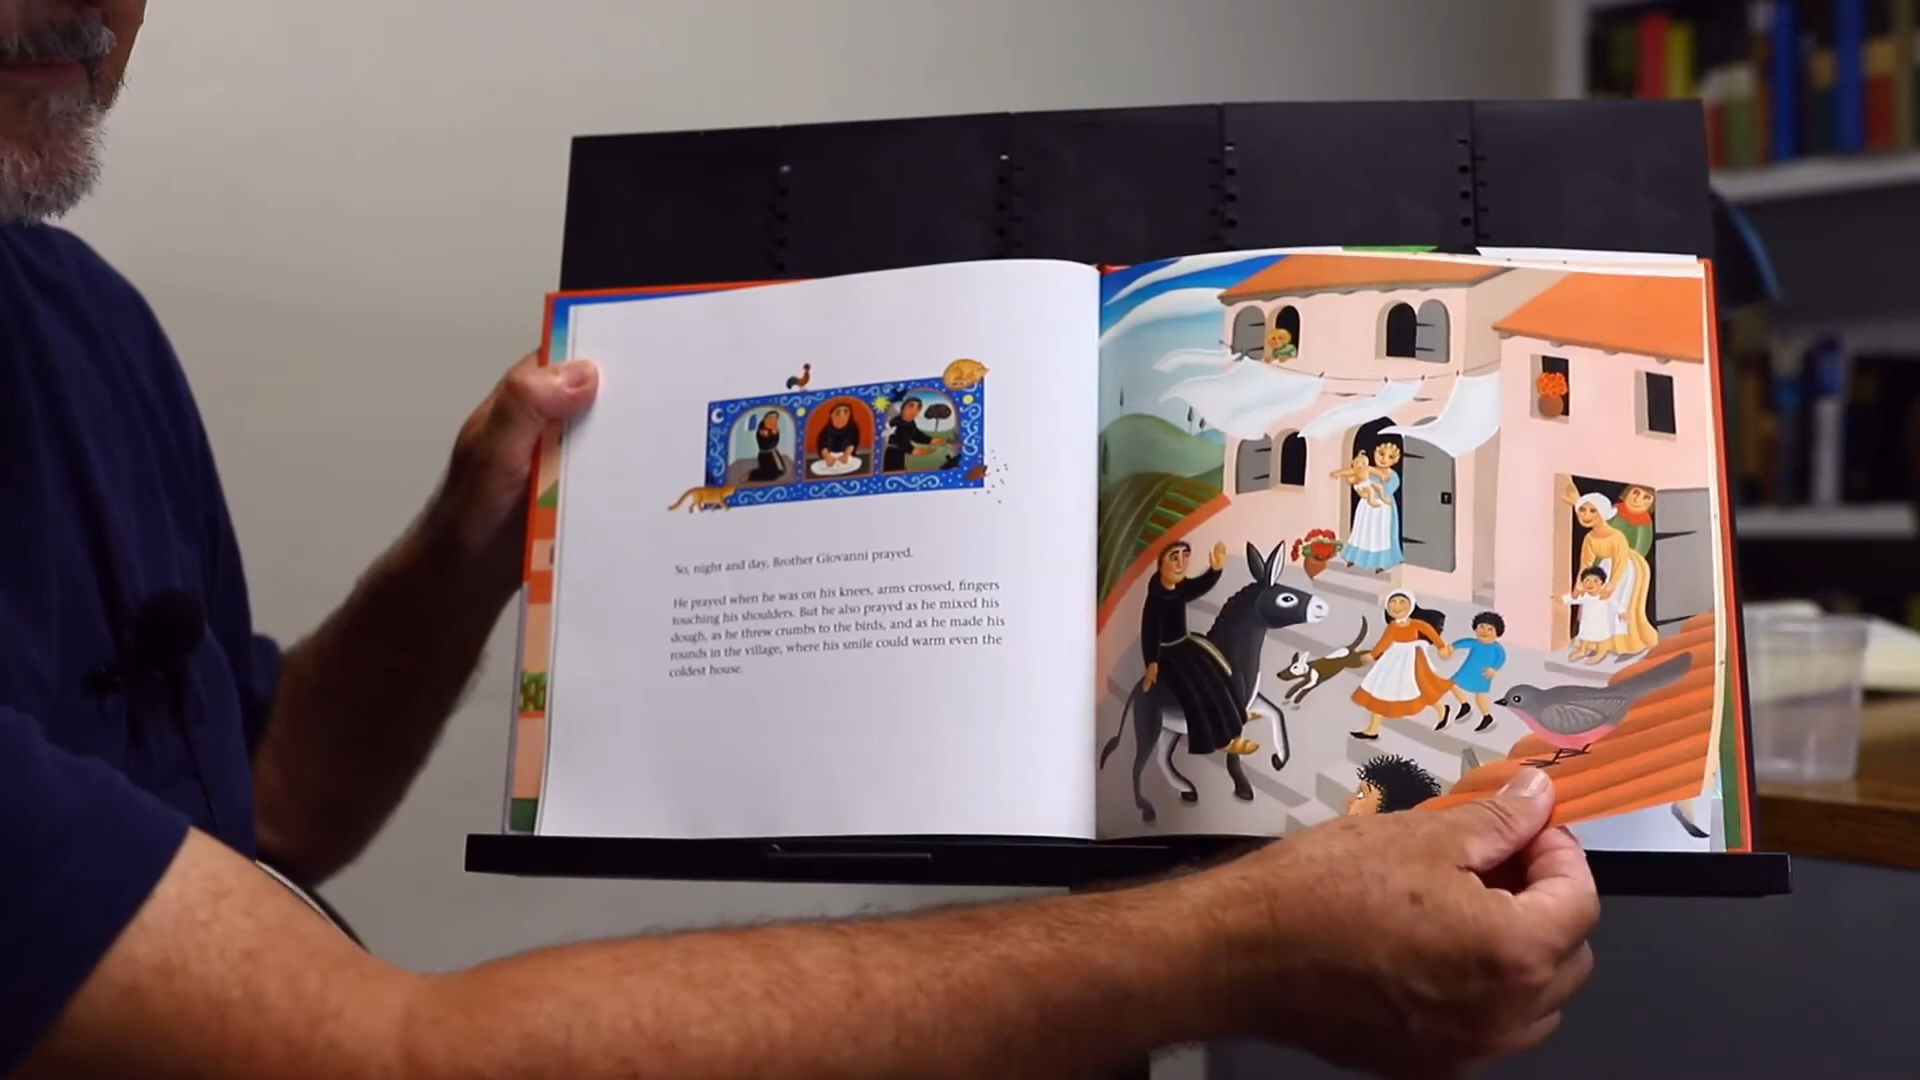 So, night and day, Brother Giovanni prayed.
He prayed when he was on his knees, arms crossed, fingers
touching his shoulders. But he also prayed as he mixed his
dough, as he threw crumbs to the birds, and as he made his
rounds in the village, where his smile could warm even the
coldest house.